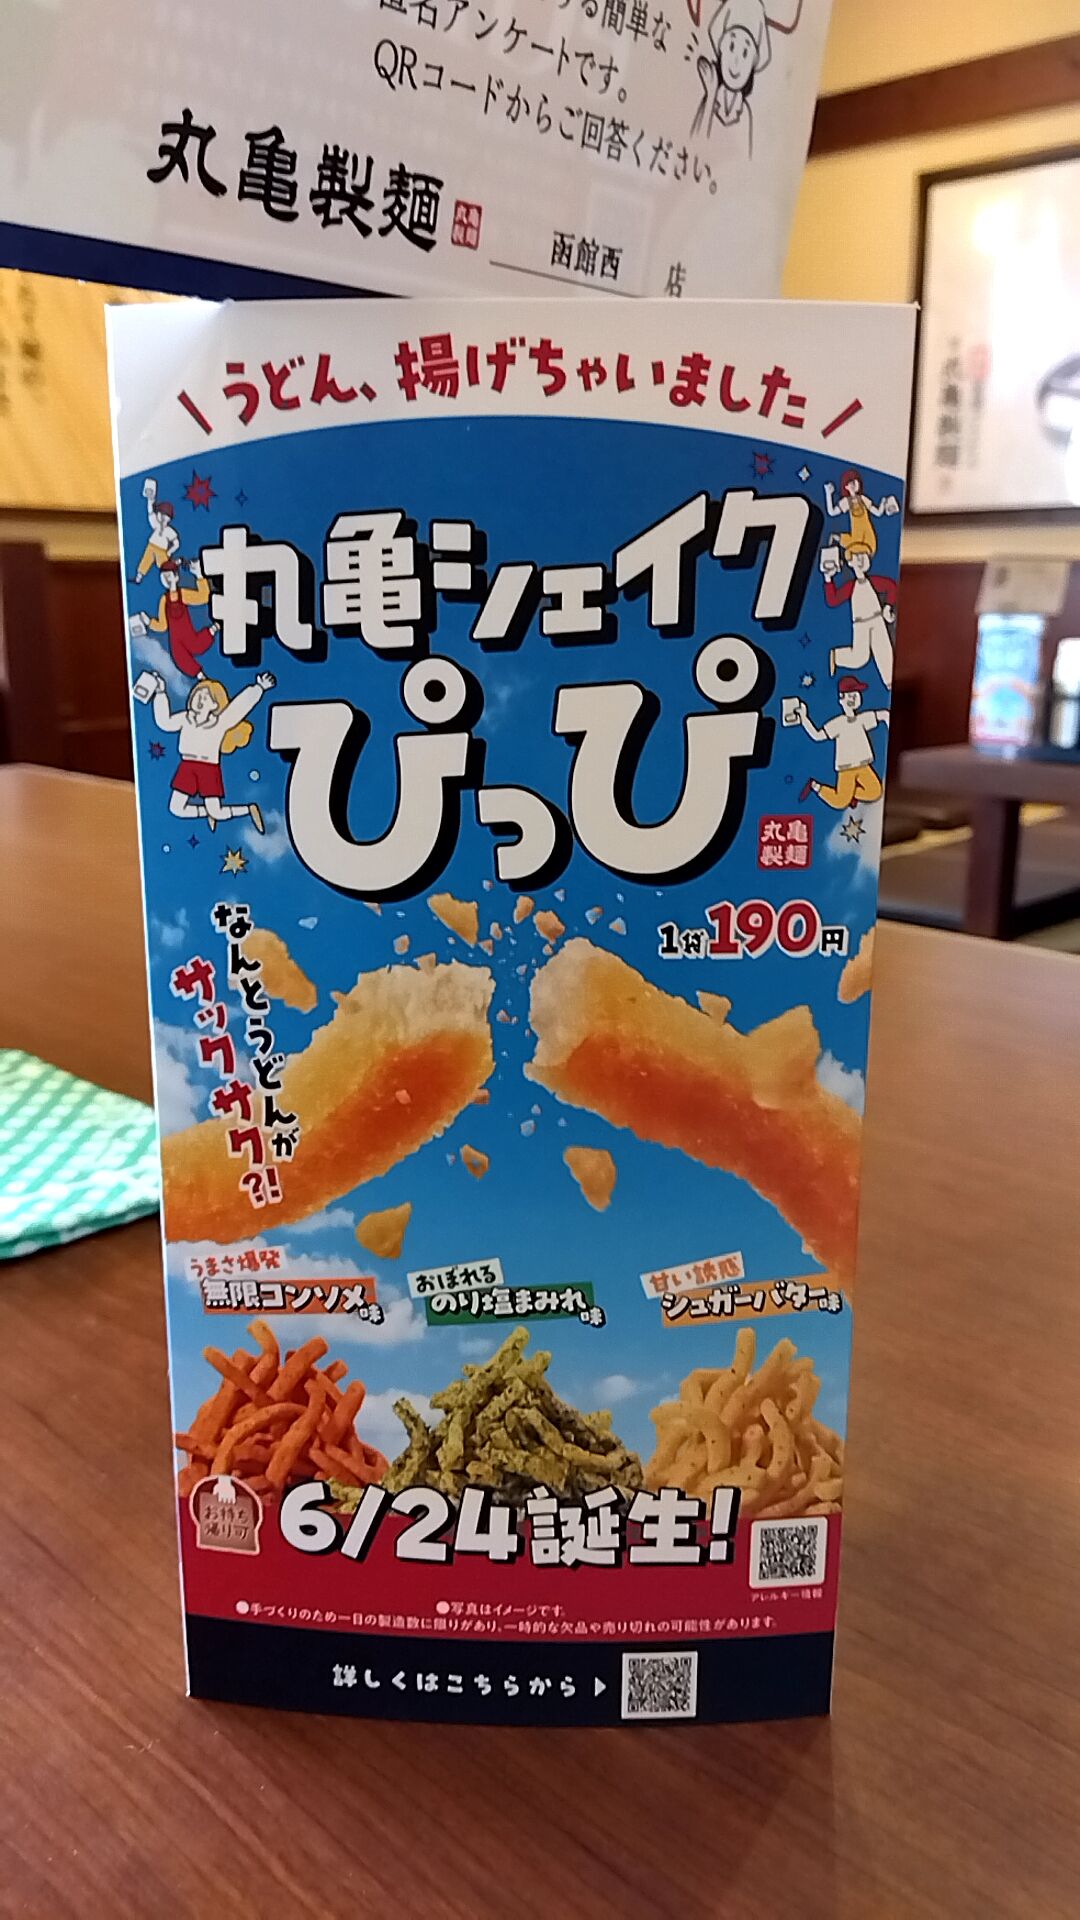 る簡単な
匿名アンケートです。
QRコードからご回答ください。
丸亀製麺
丸亀製麺
函館西 店
うどん、揚げちゃいました
丸亀シェイク
ぴっぴ
丸亀製麺
1袋190円
なんとうどんが
サックサク?!
うまさ爆発
無限コンソメ味
おぼれる
のり塩まみれ味
甘い誘惑
シュガーバター味
お持ち帰り可
6/24誕生!
アレルギー情報
●写真はイメージです。
●手づくりのため一日の製造数に限りがあり、一時的な欠品や売り切れの可能性があります。
詳しくはこちらから